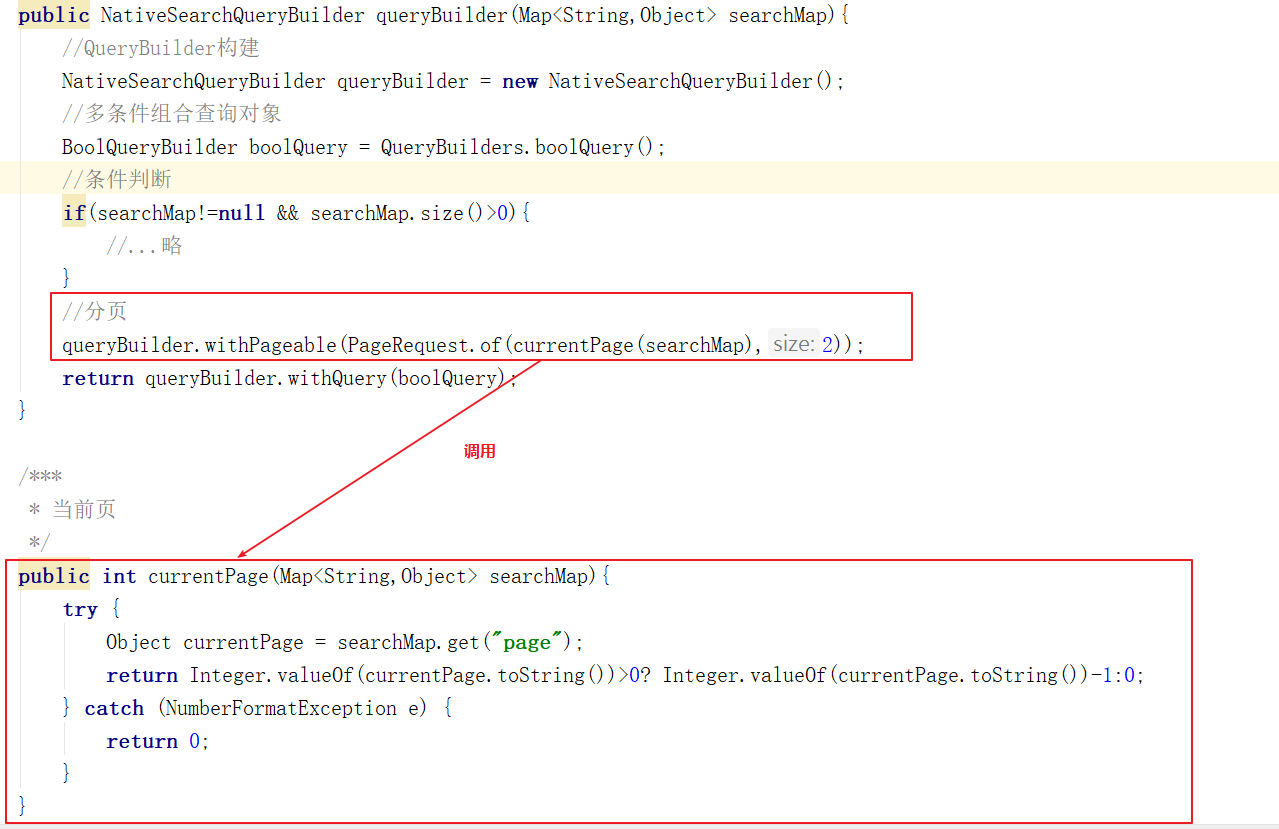 public NativeSearchQueryBuilder queryBuilder(Map<String,Object> searchMap){
//QueryBuilder构建
NativeSearchQueryBuilder queryBuilder = new NativeSearchQueryBuilder();
//多条件组合查询对象
BoolQueryBuilder boolQuery = QueryBuilders.boolQuery();
//条件判断
if(searchMap!=null && searchMap.size()>0){
//...略
}
//分页
queryBuilder.withPageable(PageRequest.of(currentPage(searchMap), size: 2));
return queryBuilder.withQuery(boolQuery);
}
调用
/***
* 当前页
*/
public int currentPage(Map<String,Object> searchMap){
try {
Object currentPage = searchMap.get("page");
return Integer.valueOf(currentPage.toString())>0? Integer.valueOf(currentPage.toString())-1:0;
} catch (NumberFormatException e) {
return 0;
}
}